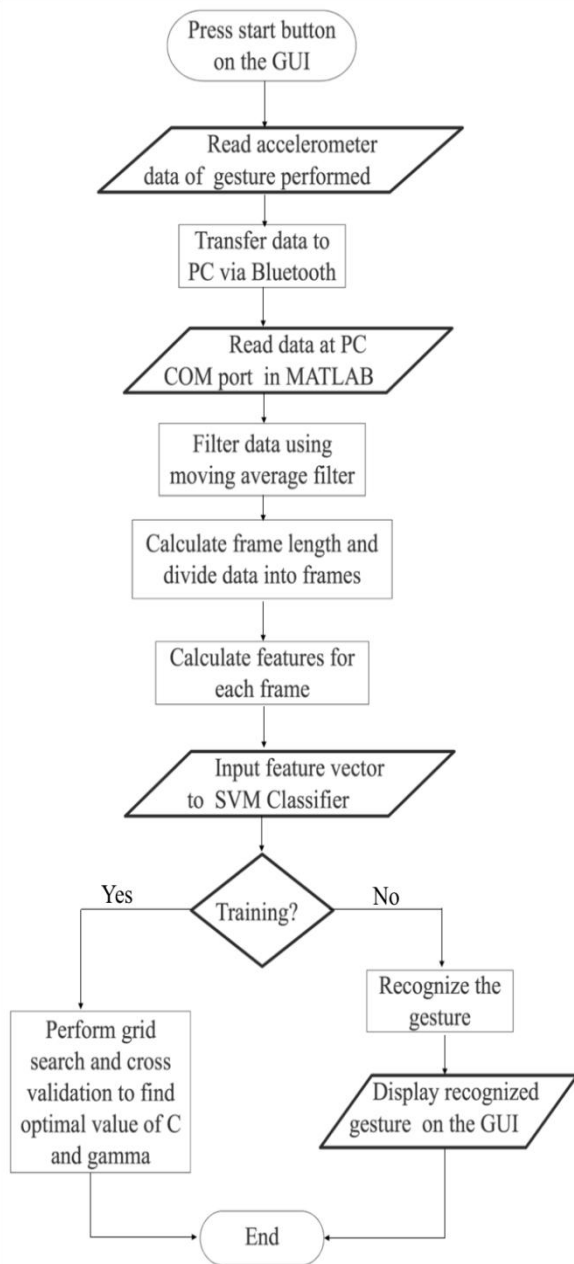 Press start button
on the GUI
Read accelerometer
data of gesture performed
Transfer data to
PC via Bluetooth
Read data at PC
COM port in MATLAB
Filter data using
moving average filter
Calculate frame length and
divide data into frames
Calculate features for
each frame
Input feature vector
to SVM Classifier
Training?
Yes
No
Perform grid
search and cross
validation to find
optimal value of C
and gamma
Recognize the
gesture
Display recognized
gesture on the GUI
End